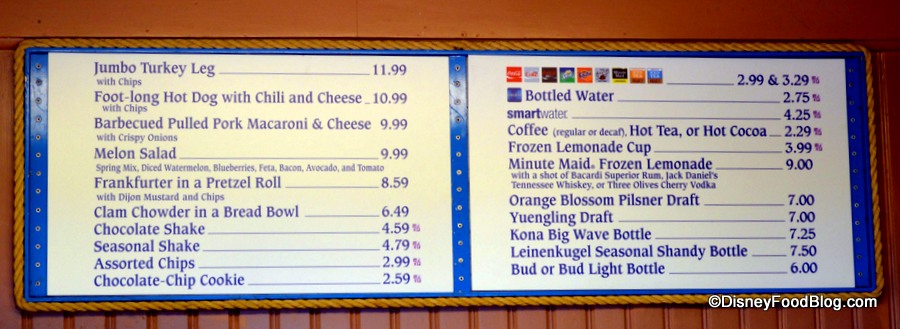 Jumbo Turkey Leg 11.99
with Chips
Foot-long Hot Dog with Chili and Cheese 10.99
with Chips
Barbecued Pulled Pork Macaroni & Cheese 9.99
with Crispy Onions
Melon Salad 9.99
Spring Mix, Diced Watermelon, Blueberries, Feta, Bacon, Avocado, and Tomato
Frankfurter in a Pretzel Roll 8.59
with Dijon Mustard and Chips
Clam Chowder in a Bread Bowl 6.49
Chocolate Shake 4.59
Seasonal Shake 4.79
Assorted Chips 2.99
Chocolate-Chip Cookie 2.59
2.99 & 3.29
Bottled Water 2.75
smartwater 4.25
Coffee (regular or decaf), Hot Tea, or Hot Cocoa 2.29
Frozen Lemonade Cup 3.99
Minute Maid® Frozen Lemonade 9.00
with a shot of Bacardi Superior Rum, Jack Daniel's
Tennessee Whiskey, or Three Olives Cherry Vodka
Orange Blossom Pilsner Draft 7.00
Yuengling Draft 7.00
Kona Big Wave Bottle 7.25
Leinenkugel Seasonal Shandy Bottle 7.50
Bud or Bud Light Bottle 6.00
©DisneyFoodBlog.com